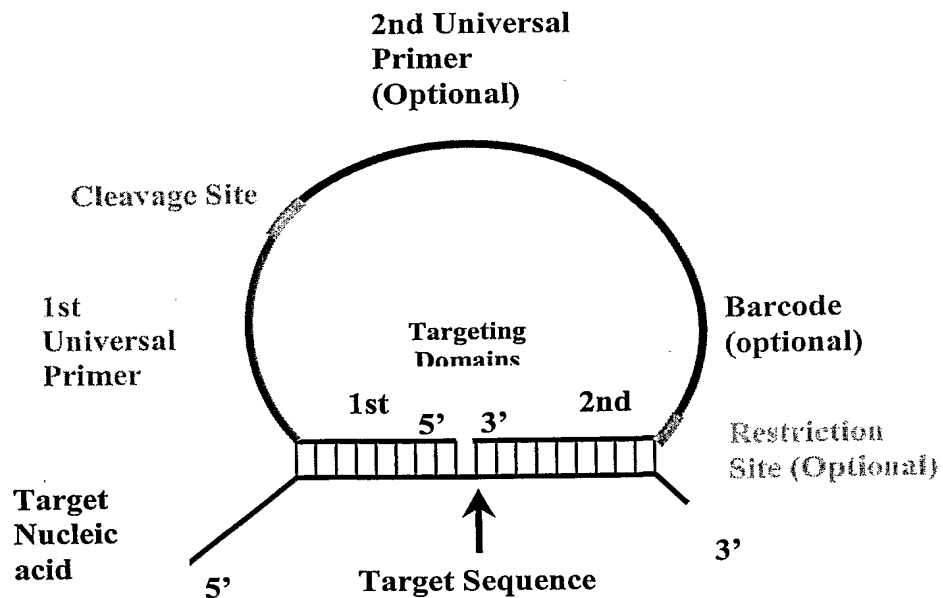 2nd Universal
Primer
(Optional)
Cleavage Site
1st
Universal
Primer
Targeting
Domains
Barcode
(optional)
1st
5’
3’
2nd
Restriction
Site (Optional)
Target
Nucleic
acid
5’
Target Sequence
3’